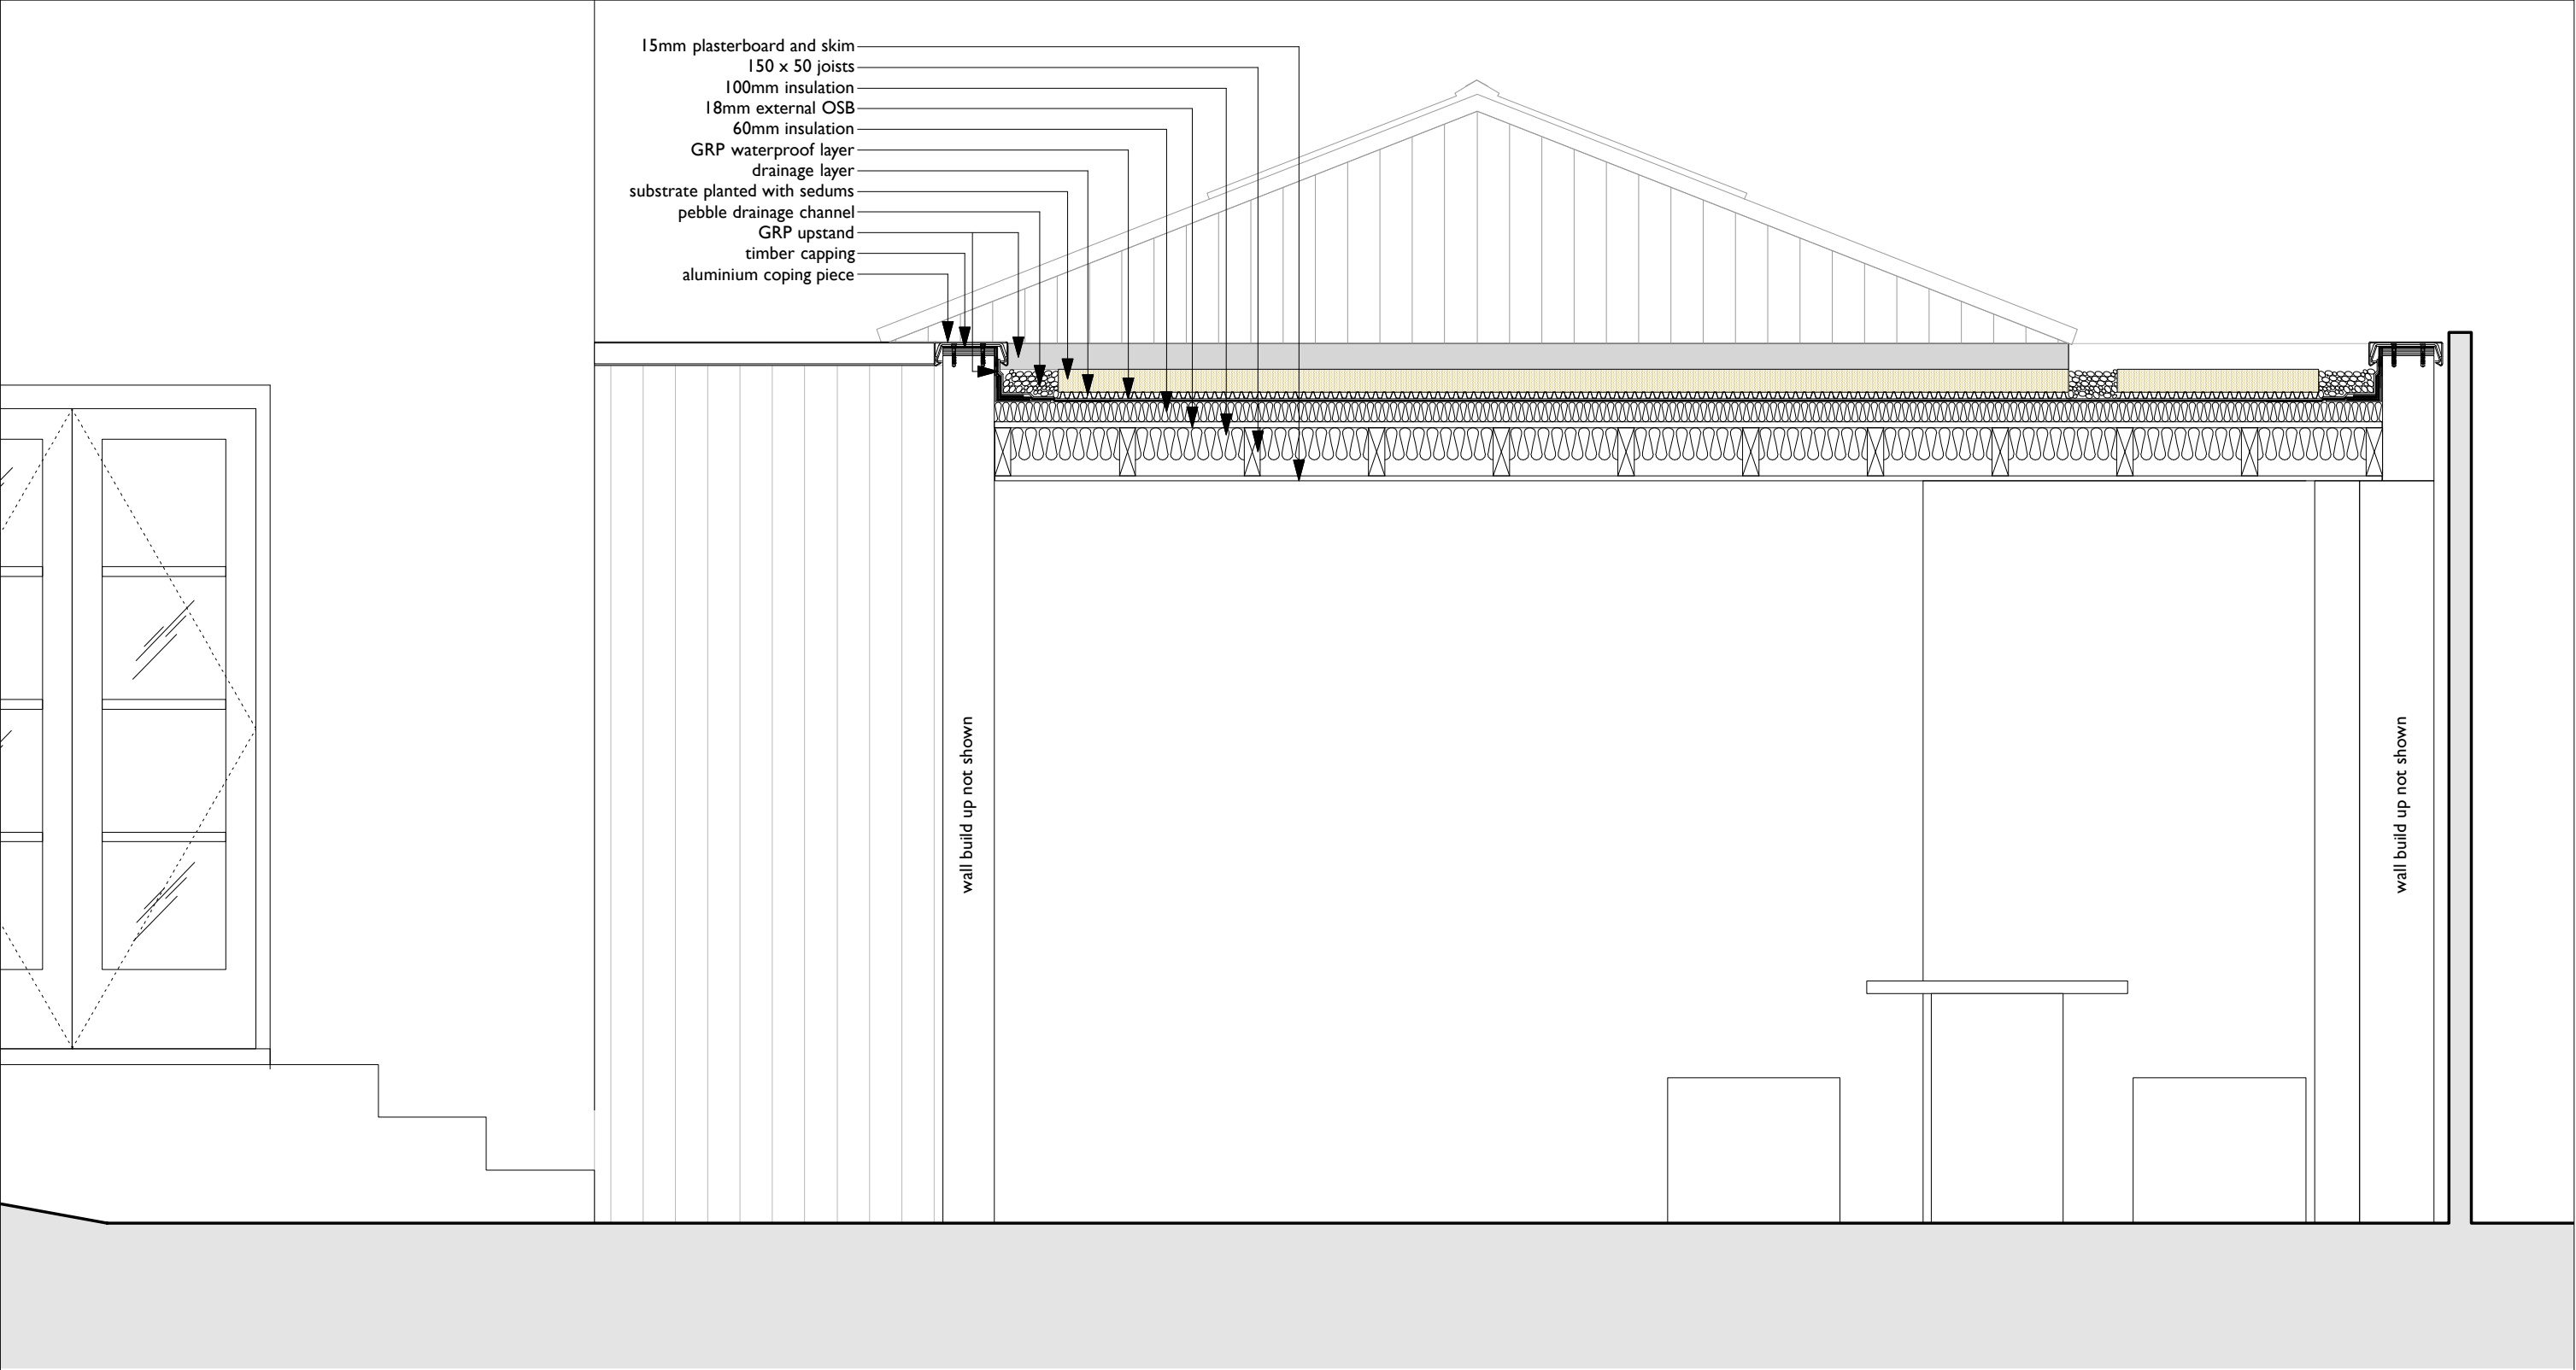 15mm plasterboard and skim
150 x 50 joists
100mm insulation
18mm external OSB
60mm insulation
GRP waterproof layer
drainage layer
substrate planted with sedums
pebble drainage channel
GRP upstand
timber capping
aluminium coping piece
wall build up not shown
wall build up not shown